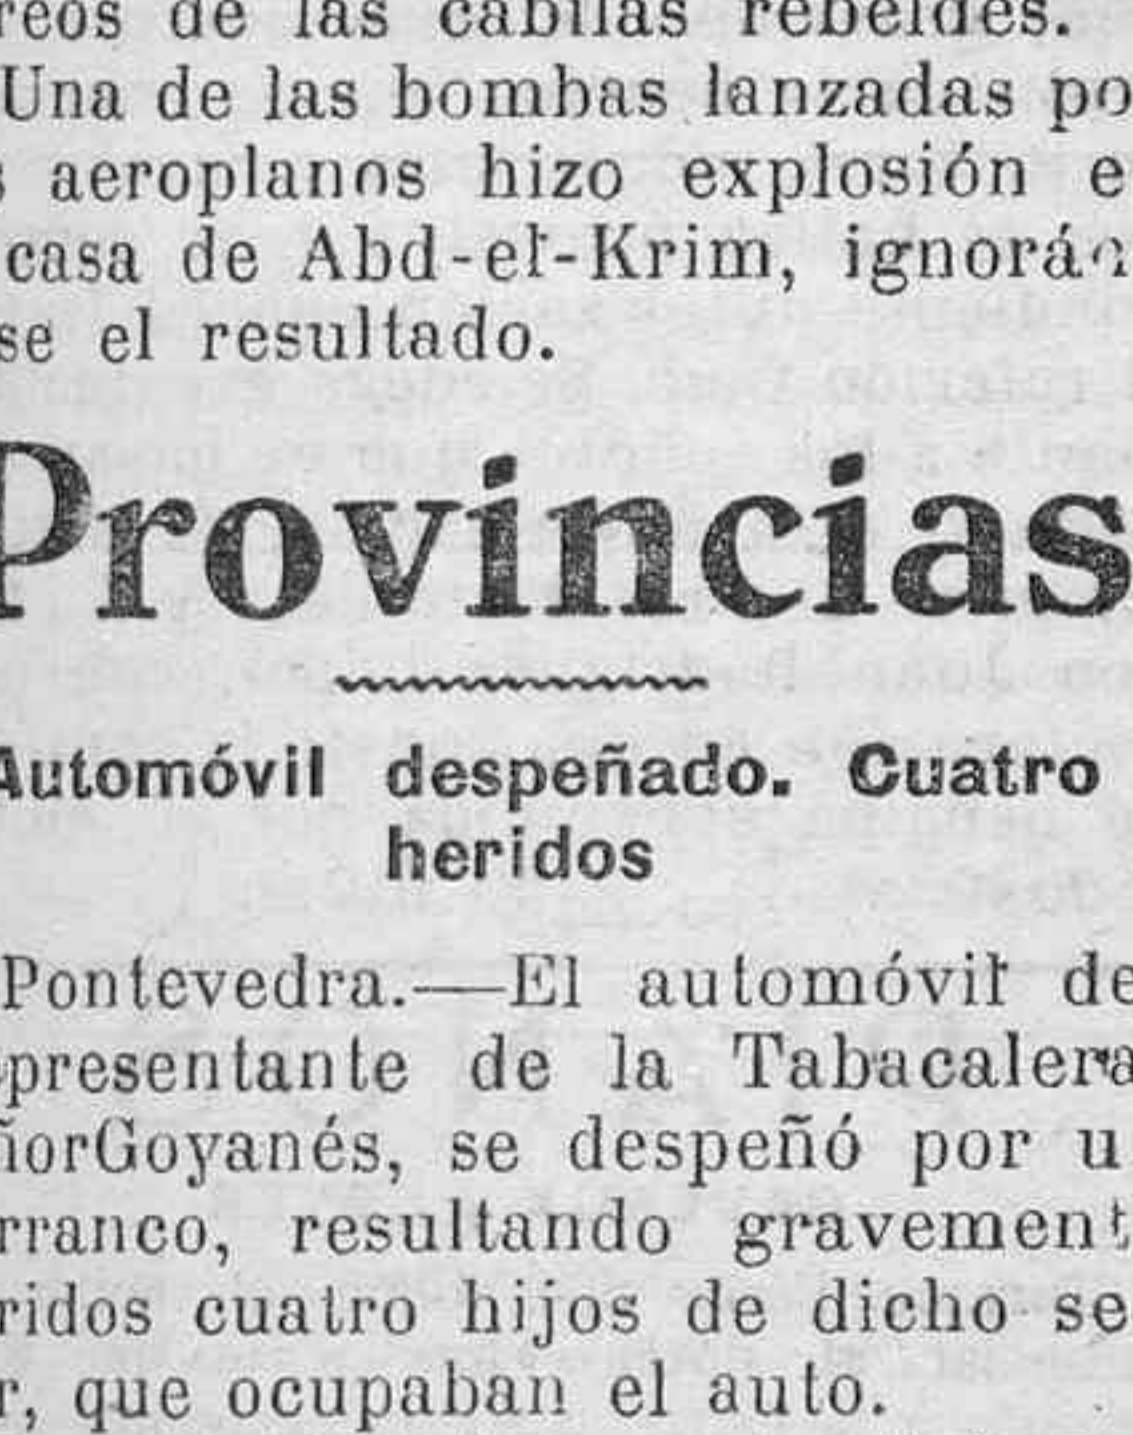 reos de las cabilas rebeldes.
Una de las bombas lanzadas po
s aeroplanos hizo explosión e
casa de Abd-el-Krim, ignorán
se el resultado.
Provincias
Automóvil despeñado. Cuatro
heridos
Pontevedra.—El automóvil de
presentante de la Tabacalera
ñorGoyanés, se despeñó por u
rranco, resultando gravement
ridos cuatro hijos de dicho se
r, que ocupaban el auto.